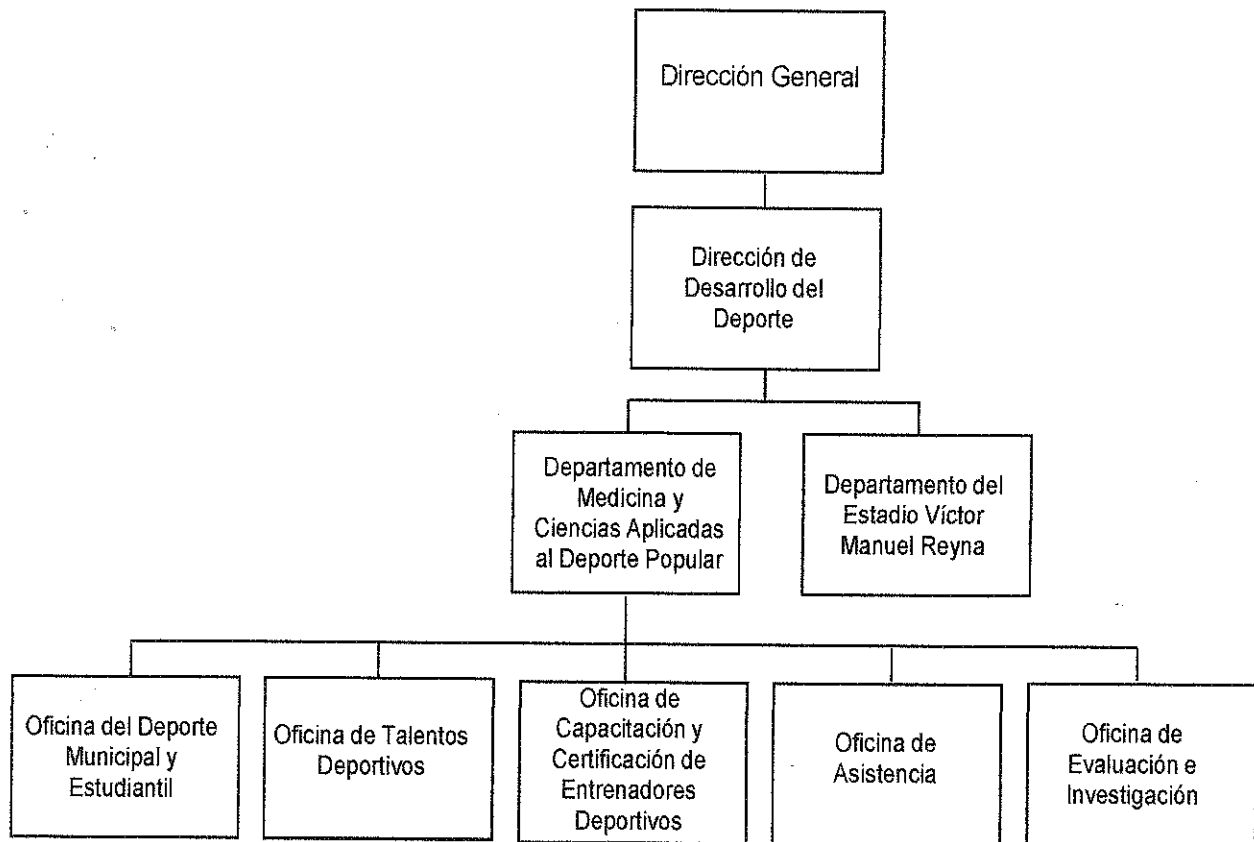 Dirección General
Dirección de
Desarrollo del
Deporte
Departamento de
Medicina y
Ciencias Aplicadas
al Deporte Popular
Departamento del
Estadio Víctor
Manuel Reyna
Oficina del Deporte
Municipal y
Estudiantil
Oficina de Talentos
Deportivos
Oficina de
Capacitación y
Certificación de
Entrenadores
Deportivos
Oficina de
Asistencia
Oficina de
Evaluación e
Investigación